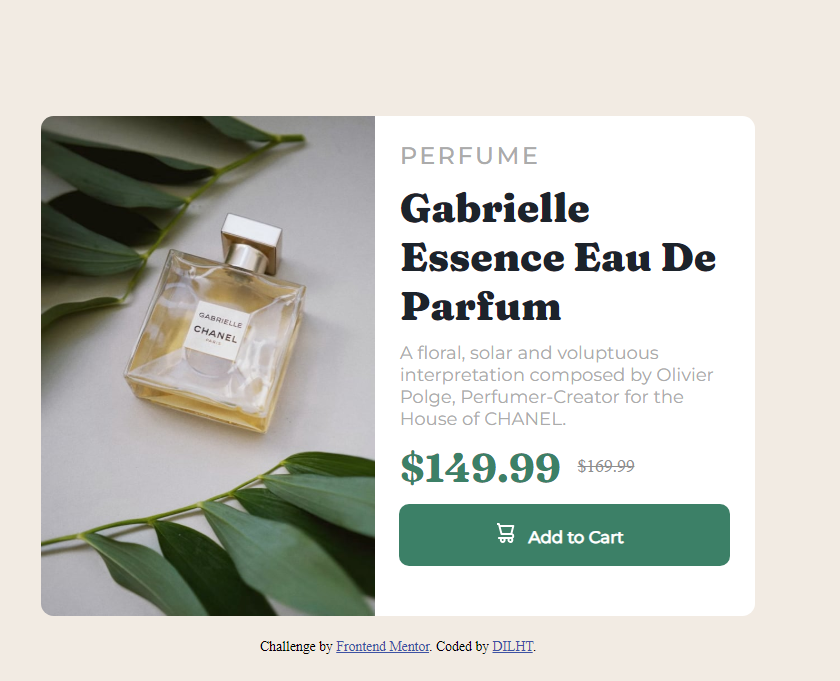 PERFUME
Gabrielle
Essence Eau De
Parfum
GABRIELLE
CHANEL
PARIS
A floral, solar and voluptuous
interpretation composed by Olivier
Polge, Perfumer-Creator for the
House of CHANEL.
$149.99 $169.99
Add to Cart
Challenge by Frontend Mentor. Coded by DILHT.